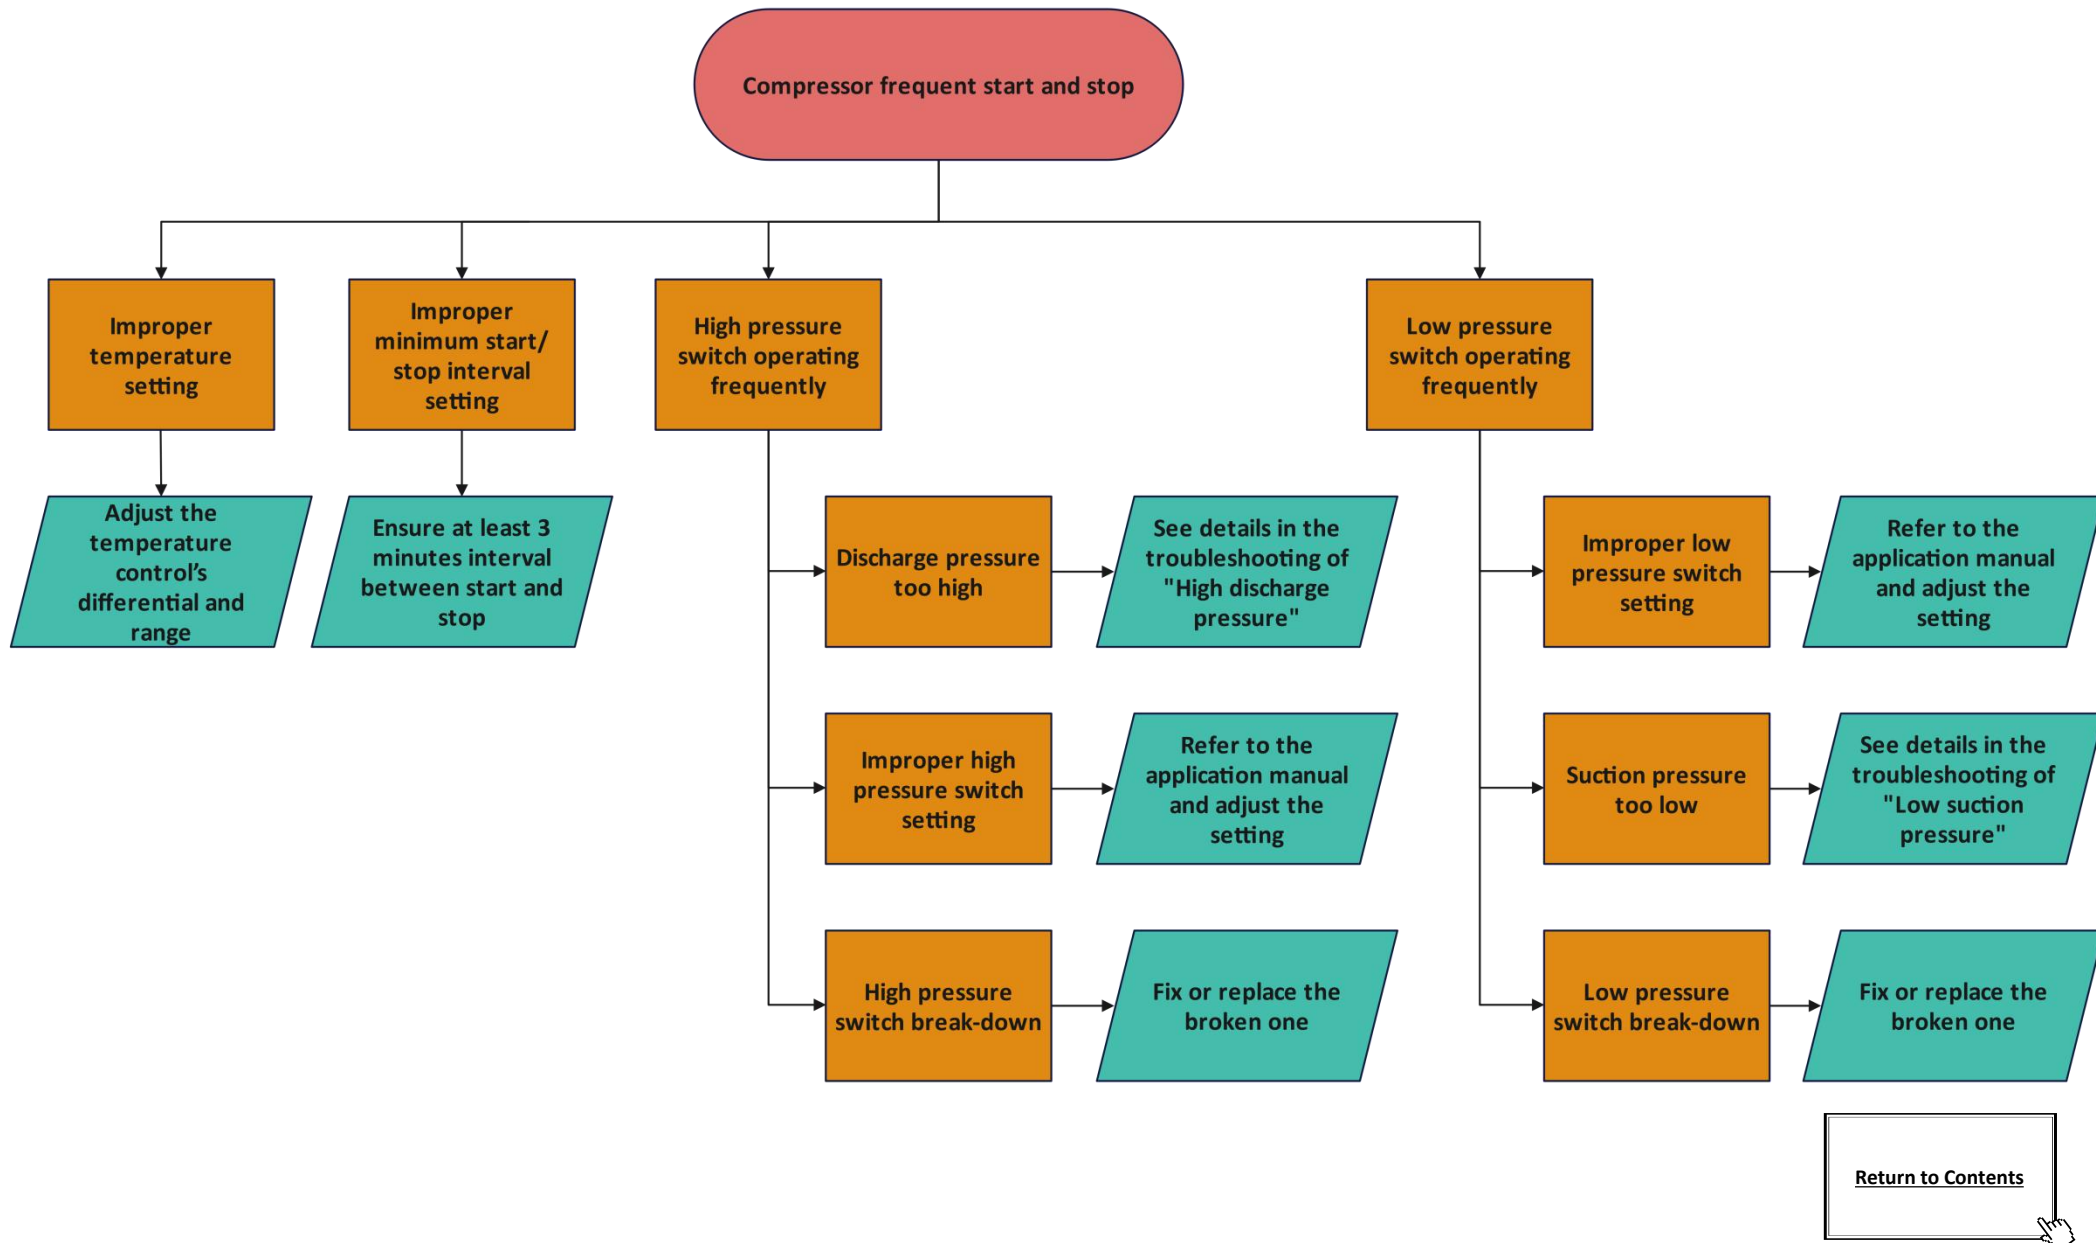 Compressor frequent start and stop
Improper
temperature
setting
Improper
minimum start/
stop interval
setting
High pressure
switch operating
frequently
Low pressure
switch operating
frequently
Adjust the
temperature
control’s
differential and
range
Ensure at least 3
minutes interval
between start and
stop
Discharge pressure
too high
See details in the
troubleshooting of
"High discharge
pressure"
Improper low
pressure switch
setting
Refer to the
application manual
and adjust the
setting
Improper high
pressure switch
setting
Refer to the
application manual
and adjust the
setting
Suction pressure
too low
See details in the
troubleshooting of
"Low suction
pressure"
High pressure
switch break-down
Fix or replace the
broken one
Low pressure
switch break-down
Fix or replace the
broken one
Return to Contents